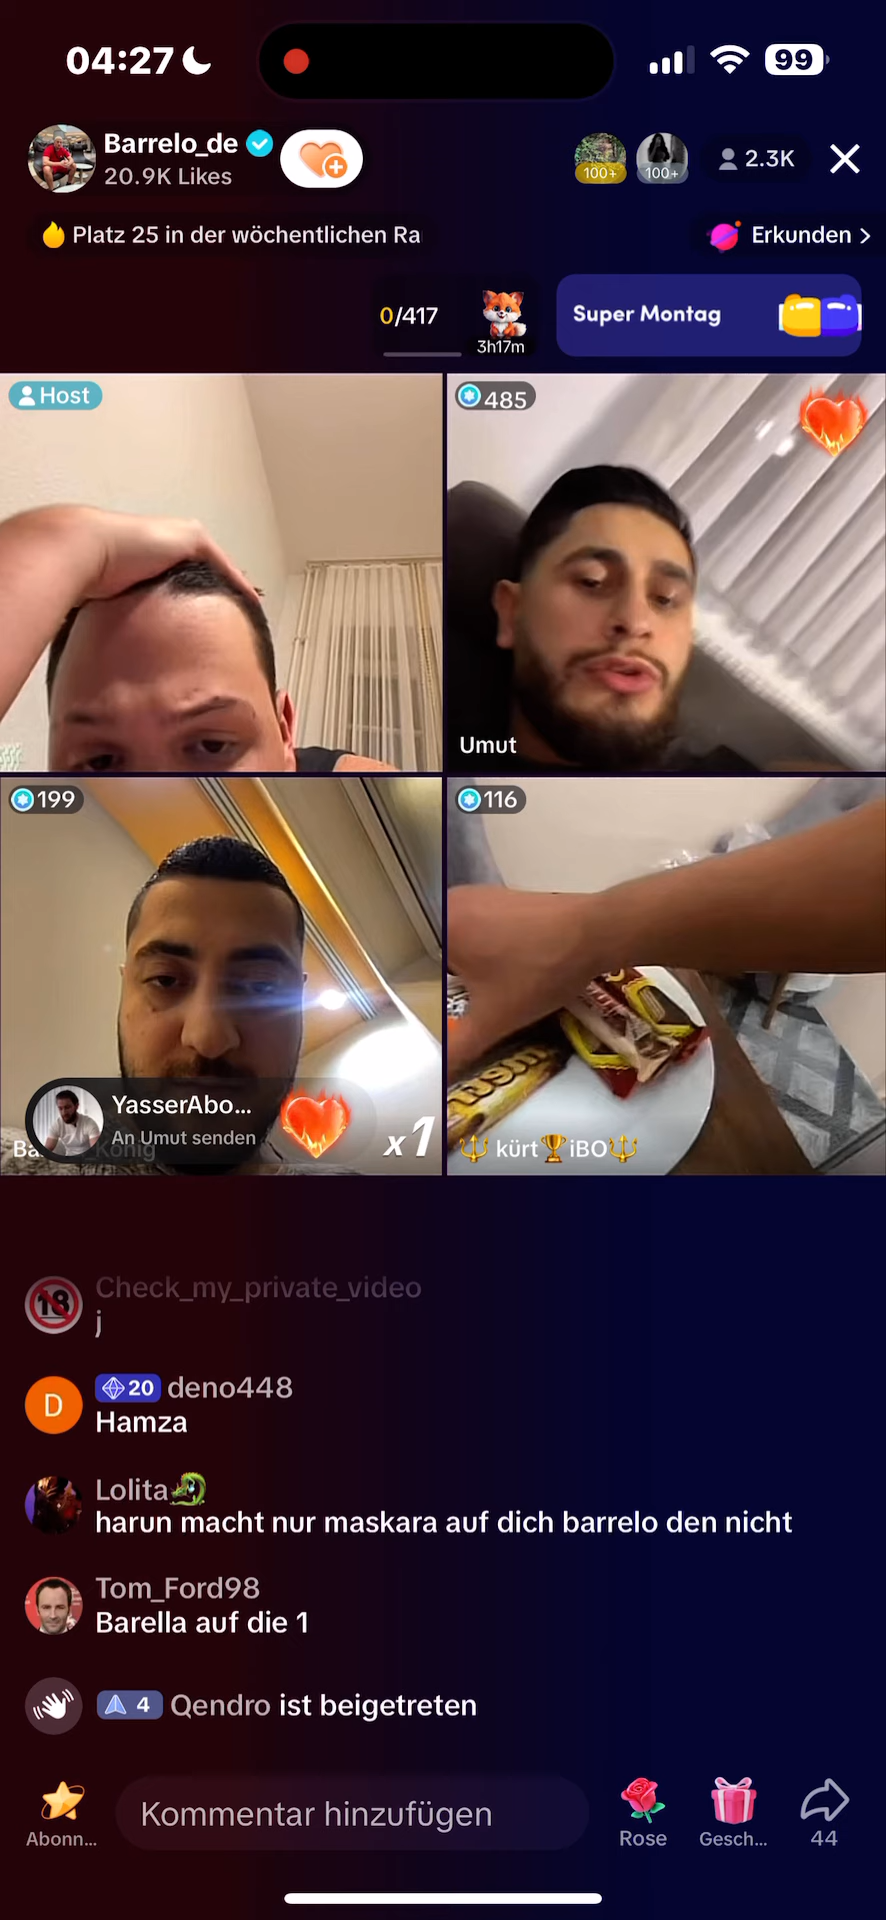 04:27
99
Barrelo_de
20.9K Likes
100+
100+
2.3K
Platz 25 in der wöchentlichen Ra
Erkunden >
0/417
3h17m
Super Montag
Host
485
Umut
199
116
YasserAbo...
An Umut senden
x1
Ba
König
kürt🏆iBO🔱
18
Check_my_private_video
j
D
20 deno448
Hamza
Lolita🐉
harun macht nur maskara auf dich barrelo den nicht
Tom_Ford98
Barella auf die 1
4 Qendro ist beigetreten
Kommentar hinzufügen
Abonn...
Rose
Gesch...
44